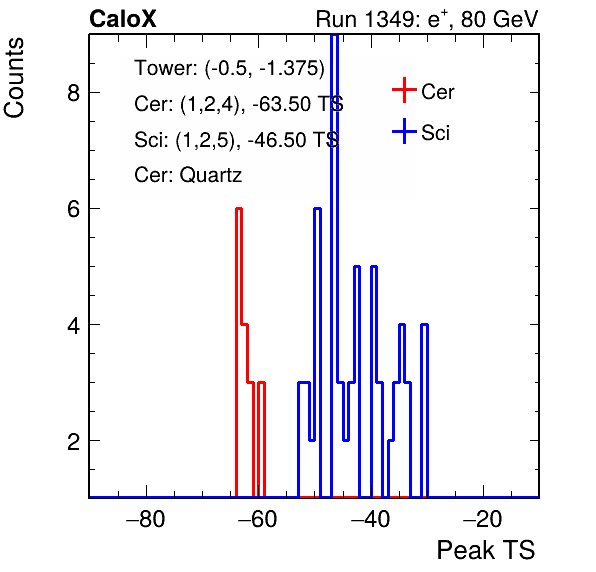 CaloX Run 1349: e⁺, 80 GeV
Counts
Tower: (-0.5, -1.375)
Cer: (1,2,4), -63.50 TS
Sci: (1,2,5), -46.50 TS
Cer: Quartz
Cer
Sci
8
6
4
2
−80 −60 −40 −20
Peak TS